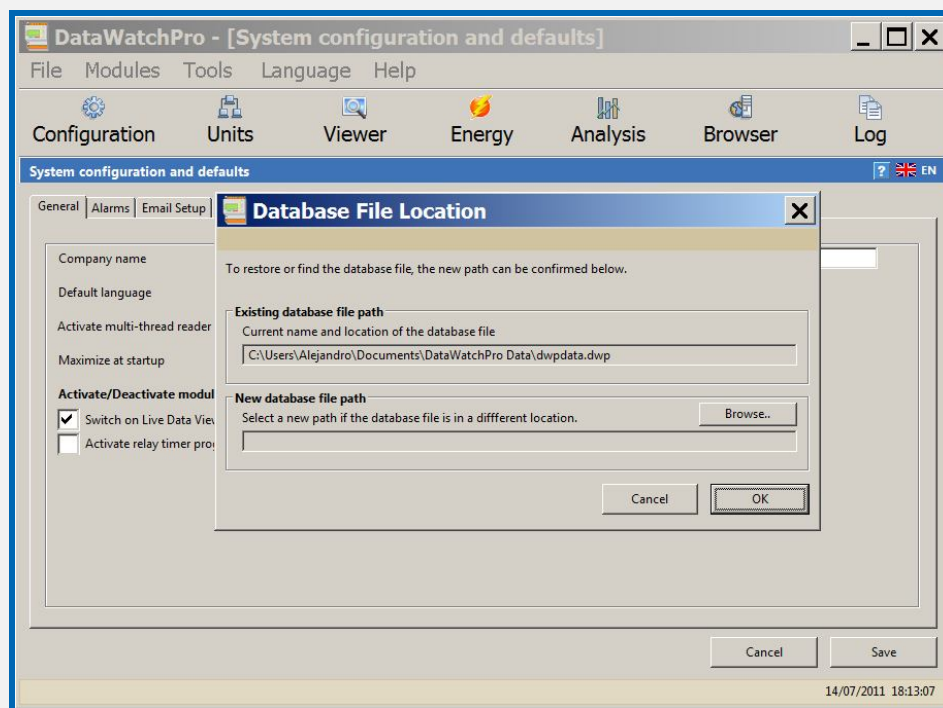 DataWatchPro - [System configuration and defaults]
File Modules Tools Language Help
Configuration Units Viewer Energy Analysis Browser Log
System configuration and defaults ? EN
General Alarms Email Setup
Database File Location
To restore or find the database file, the new path can be confirmed below.
Company name
Default language
Activate multi-thread reader
Maximize at startup
Activate/Deactivate modul
Switch on Live Data Viev
Activate relay timer prog
Existing database file path
Current name and location of the database file
C:\Users\Alejandro\Documents\DataWatchPro Data\dwpdata.dwp
New database file path
Select a new path if the database file is in a diffferent location.
Browse..
Cancel OK
Cancel Save
14/07/2011 18:13:07